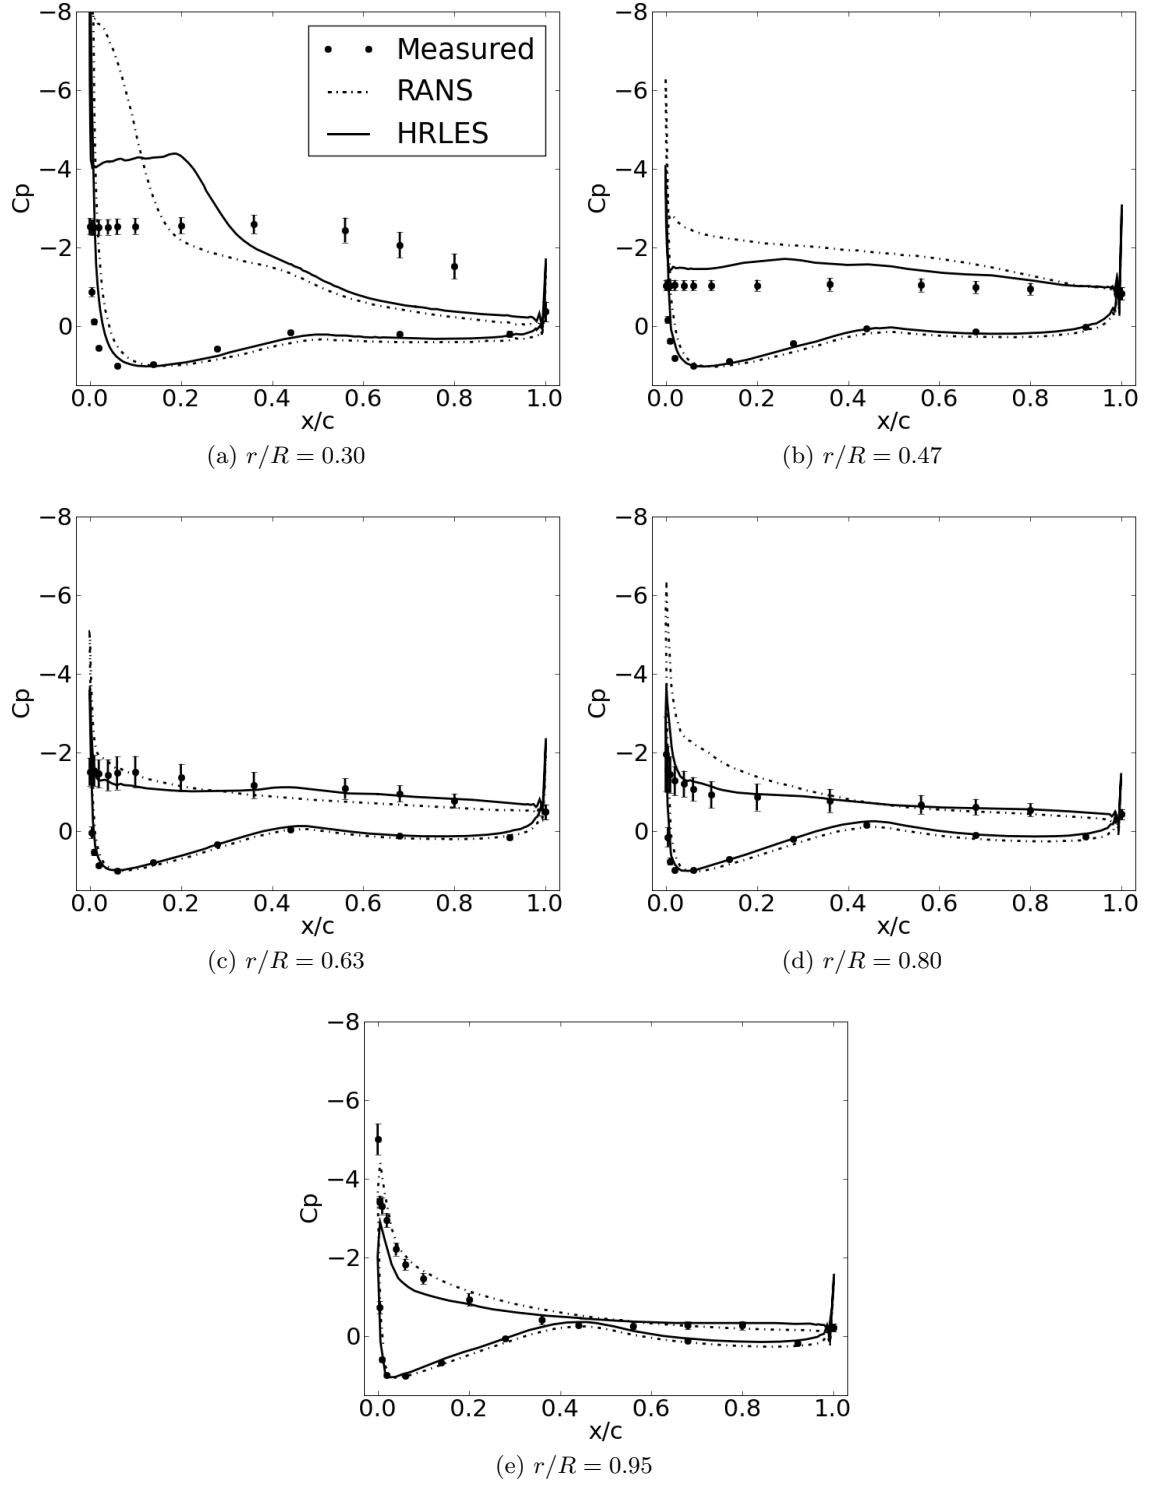 −8
−6
−4
−2
0
Cp
0.0 0.2 0.4 0.6 0.8 1.0
x/c
Measured
RANS
HRLES
(a) r/R = 0.30
−8
−6
−4
−2
0
Cp
0.0 0.2 0.4 0.6 0.8 1.0
x/c
(b) r/R = 0.47
−8
−6
−4
−2
0
Cp
0.0 0.2 0.4 0.6 0.8 1.0
x/c
(c) r/R = 0.63
−8
−6
−4
−2
0
Cp
0.0 0.2 0.4 0.6 0.8 1.0
x/c
(d) r/R = 0.80
−8
−6
−4
−2
0
Cp
0.0 0.2 0.4 0.6 0.8 1.0
x/c
(e) r/R = 0.95